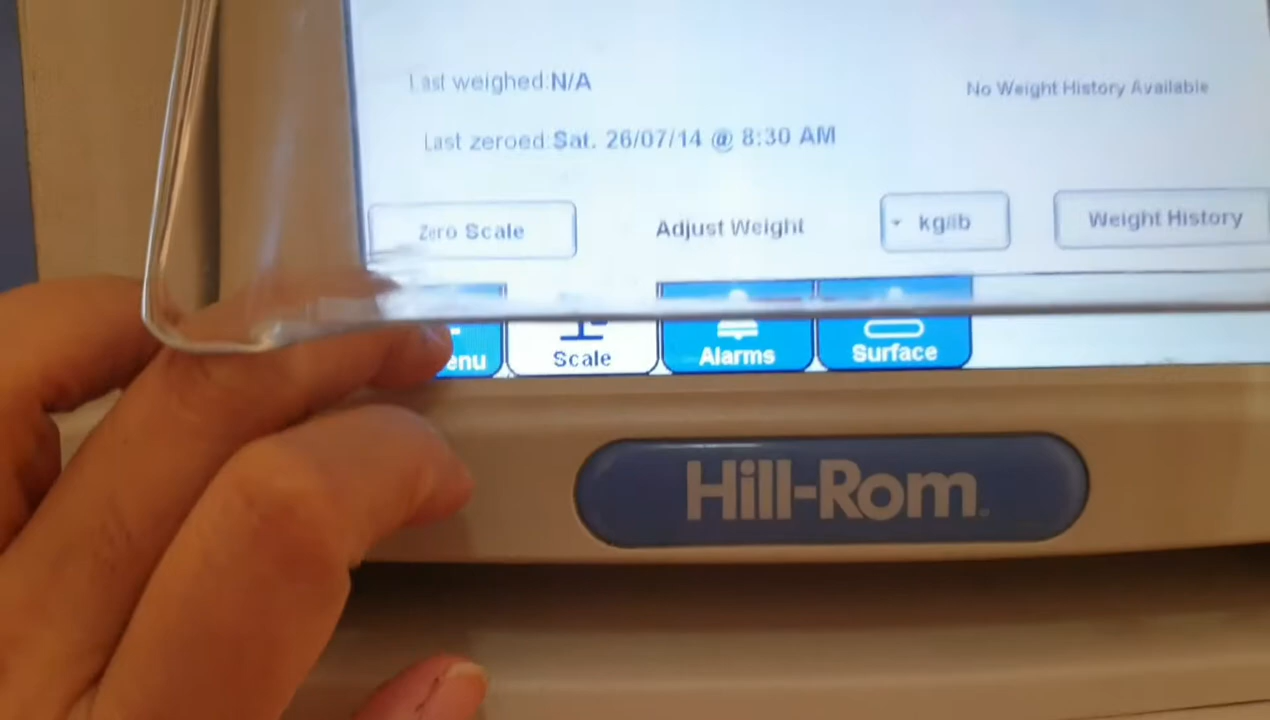 Last weighed:N/A
No Weight History Available
Last zeroed:Sat. 26/07/14 @ 8:30 AM
Zero Scale
Adjust Weight
kg/lb
Weight History
enu
Scale
Alarms
Surface
Hill-Rom